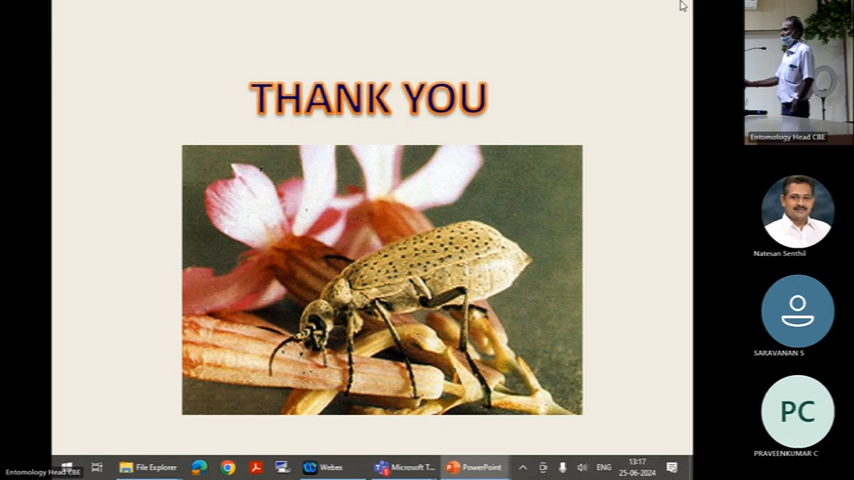 THANK YOU
Entomology Head CBE
Natesan Senthil
SARAVANAN S
PC
PRAVEENKUMAR C
Entomology Head CBE
File Explorer
Webex
Microsoft T...
PowerPoint
ENG
13:17
25-06-2024